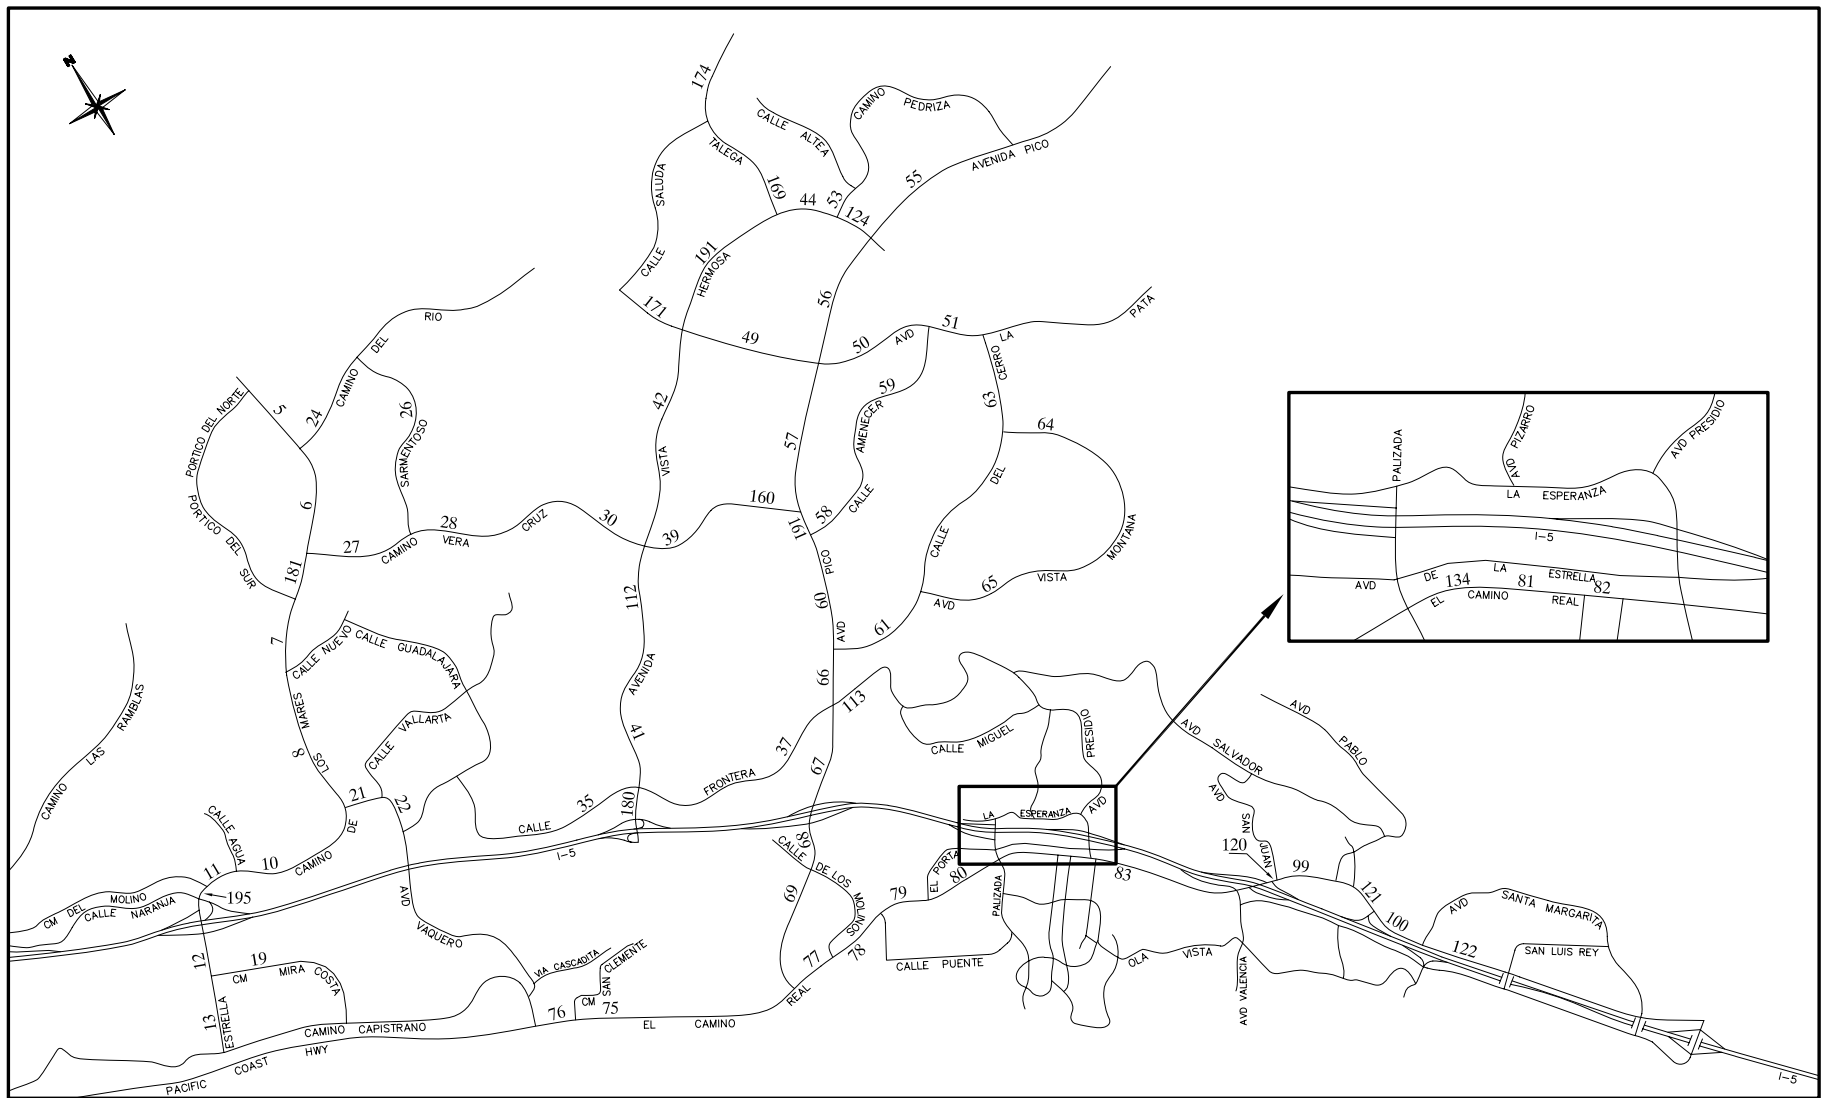 N
174
CALLE ALTEA
CAMINO PEDRIZA
TALEGA
AVENIDA PICO
CALLE SALUDA
169
44
53
124
55
191
HERMOSA
171
49
56
50
AVD
51
LA
PATA
CAMINO DEL RIO
5
24
26
SARMENTOSO
PORTICO DEL NORTE
PORTICO DEL SUR
42
VISTA
57
59
CALLE AMENECER
CERRO
63
64
CALLE DEL
6
27
CAMINO
28
VERA
CRUZ
30
39
160
161
58
181
112
PICO
60
AVD
61
AVD
65
VISTA
MONTANA
7
CALLE NUEVO
CALLE GUADALAJARA
CALLE VALLARTA
MARES
8
LOS
AVENIDA
41
66
113
37
67
CALLE MIGUEL
PRESIDIO
AVD SALVADOR
AVD PABLO
CAMINO LAS RAMBLAS
21
22
DE
CALLE
35
FRONTERA
180
LA
ESPERANZA
AVD
AVD SAN JUAN
CALLE AGUA
11
10
CAMINO
195
CM DEL MOLINO
CALLE NARANJA
I-5
89
CALLE DE LOS MOLINOS
69
EL PORTAL
80
79
PALIZADA
83
120
99
121
100
122
AVD SANTA MARGARITA
SAN LUIS REY
AVD VAQUERO
VIA CASCADITA
CM SAN CLEMENTE
12
19
CM MIRA COSTA
13
ESTRELLA
CAMINO CAPISTRANO
PACIFIC COAST HWY
76
75
EL CAMINO
REAL
77
78
CALLE PUENTE
OLA VISTA
AVD VALENCIA
I-5
PALIZADA
AVD PIZARRO
AVD PRESIDIO
LA ESPERANZA
I-5
AVD DE LA ESTRELLA
134
81
82
EL CAMINO REAL